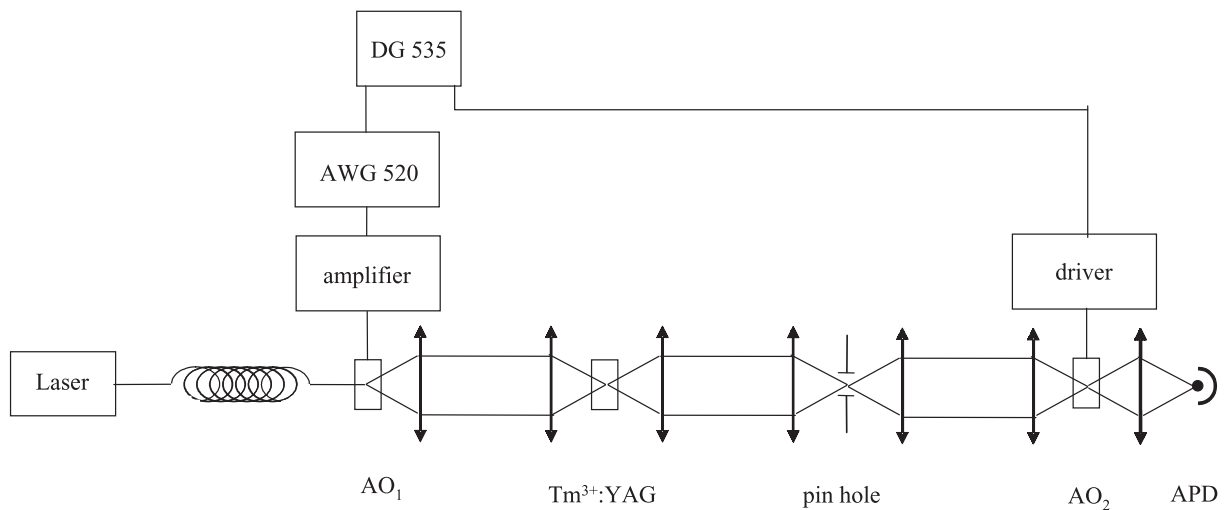 DG 535
AWG 520
amplifier
driver
Laser
AO₁
Tm³⁺:YAG
pin hole
AO₂
APD